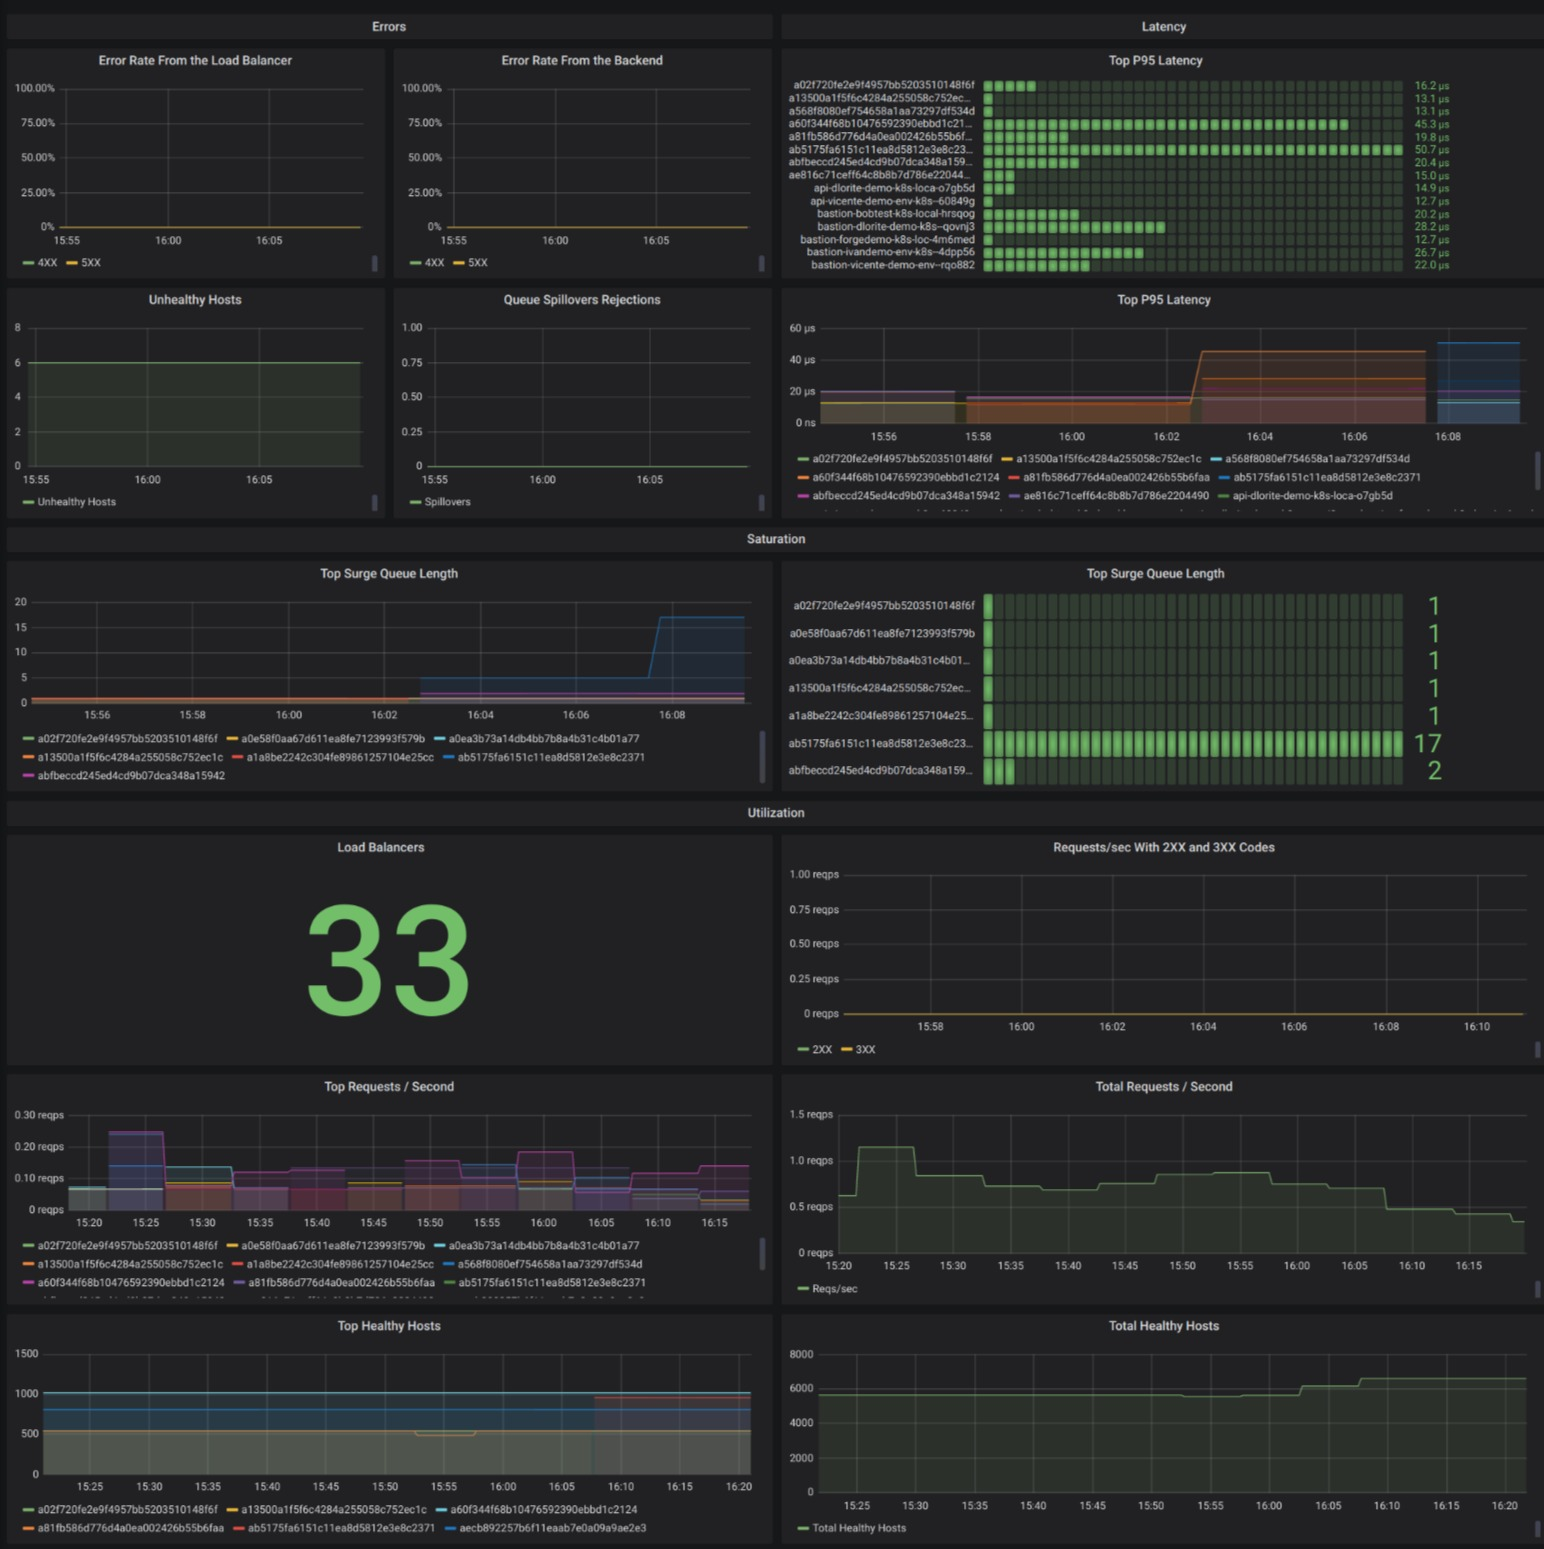 Errors
Latency
Error Rate From the Load Balancer
100.00%
75.00%
50.00%
25.00%
0%
15:55 16:00 16:05
4XX 5XX
Error Rate From the Backend
100.00%
75.00%
50.00%
25.00%
0%
15:55 16:00 16:05
4XX 5XX
Top P95 Latency
a02f720fe2e9f4957bb5203510148f6f 16.2 µs
a13500a1f5f6c4284a255058c752ec... 13.1 µs
a568f8080ef754658a1aa73297df534d 13.1 µs
a60f344f68b10476592390ebbd1c21... 45.3 µs
a81fb586d776d4a0ea002426b55b6f... 19.8 µs
ab5175fa6151c11ea8d5812e3e8c23... 50.7 µs
abfbeccd245ed4cd9b07dca348a159... 20.4 µs
ae816c71ceff64c8b8b7d786e22044... 15.0 µs
api-dlorite-demo-k8s-loca-o7gb5d 14.9 µs
api-vicente-demo-env-k8s--60849g 12.7 µs
bastion-bobtest-k8s-local-hrsqog 20.2 µs
bastion-dlorite-demo-k8s--qovnj3 28.2 µs
bastion-forgedemo-k8s-loc-4m6med 12.7 µs
bastion-ivandemo-env-k8s--4dpp56 26.7 µs
bastion-vicente-demo-env--rqo882 22.0 µs
Unhealthy Hosts
8
6
4
2
0
15:55 16:00 16:05
Unhealthy Hosts
Queue Spillovers Rejections
1.00
0.75
0.50
0.25
0
15:55 16:00 16:05
Spillovers
Top P95 Latency
60 µs
40 µs
20 µs
0 ns
15:56 15:58 16:00 16:02 16:04 16:06 16:08
a02f720fe2e9f4957bb5203510148f6f a13500a1f5f6c4284a255058c752ec1c a568f8080ef754658a1aa73297df534d
a60f344f68b10476592390ebbd1c2124 a81fb586d776d4a0ea002426b55b6faa ab5175fa6151c11ea8d5812e3e8c2371
abfbeccd245ed4cd9b07dca348a15942 ae816c71ceff64c8b8b7d786e2204490 api-dlorite-demo-k8s-loca-o7gb5d
Saturation
Top Surge Queue Length
20
15
10
5
0
15:56 15:58 16:00 16:02 16:04 16:06 16:08
a02f720fe2e9f4957bb5203510148f6f a0e58f0aa67d611ea8fe7123993f579b a0ea3b73a14db4bb7b8a4b31c4b01a77
a13500a1f5f6c4284a255058c752ec1c a1a8be2242c304fe89861257104e25cc ab5175fa6151c11ea8d5812e3e8c2371
abfbeccd245ed4cd9b07dca348a15942
Top Surge Queue Length
a02f720fe2e9f4957bb5203510148f6f 1
a0e58f0aa67d611ea8fe7123993f579b 1
a0ea3b73a14db4bb7b8a4b31c4b01... 1
a13500a1f5f6c4284a255058c752ec... 1
a1a8be2242c304fe89861257104e25... 1
ab5175fa6151c11ea8d5812e3e8c23... 17
abfbeccd245ed4cd9b07dca348a159... 2
Utilization
Load Balancers
33
Requests/sec With 2XX and 3XX Codes
1.00 reqps
0.75 reqps
0.50 reqps
0.25 reqps
0 reqps
15:58 16:00 16:02 16:04 16:06 16:08 16:10
2XX 3XX
Top Requests / Second
0.30 reqps
0.20 reqps
0.10 reqps
0 reqps
15:20 15:25 15:30 15:35 15:40 15:45 15:50 15:55 16:00 16:05 16:10 16:15
a02f720fe2e9f4957bb5203510148f6f a0e58f0aa67d611ea8fe7123993f579b a0ea3b73a14db4bb7b8a4b31c4b01a77
a13500a1f5f6c4284a255058c752ec1c a1a8be2242c304fe89861257104e25cc a568f8080ef754658a1aa73297df534d
a60f344f68b10476592390ebbd1c2124 a81fb586d776d4a0ea002426b55b6faa ab5175fa6151c11ea8d5812e3e8c2371
Total Requests / Second
1.5 reqps
1.0 reqps
0.5 reqps
0 reqps
15:20 15:25 15:30 15:35 15:40 15:45 15:50 15:55 16:00 16:05 16:10 16:15
Reqs/sec
Top Healthy Hosts
1500
1000
500
0
15:25 15:30 15:35 15:40 15:45 15:50 15:55 16:00 16:05 16:10 16:15 16:20
a02f720fe2e9f4957bb5203510148f6f a13500a1f5f6c4284a255058c752ec1c a60f344f68b10476592390ebbd1c2124
a81fb586d776d4a0ea002426b55b6faa ab5175fa6151c11ea8d5812e3e8c2371 aecb892257b6f11eaab7e0a09a9ae2e3
Total Healthy Hosts
8000
6000
4000
2000
0
15:25 15:30 15:35 15:40 15:45 15:50 15:55 16:00 16:05 16:10 16:15 16:20
Total Healthy Hosts